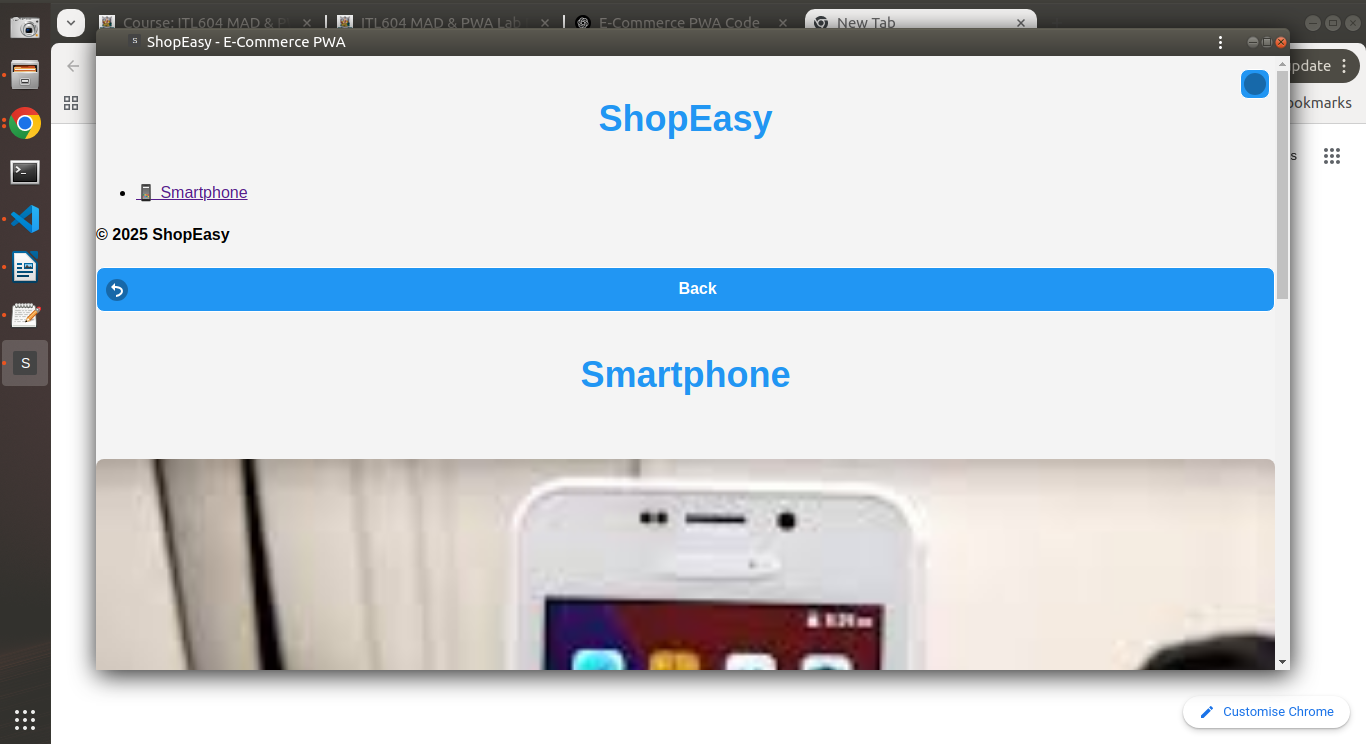 Course: ITL604 MAD & P
ITL604 MAD & PWA Lab
E-Commerce PWA Code
New Tab
ShopEasy - E-Commerce PWA
pdate
ookmarks
s
ShopEasy
Smartphone
© 2025 ShopEasy
Back
Smartphone
S
Customise Chrome